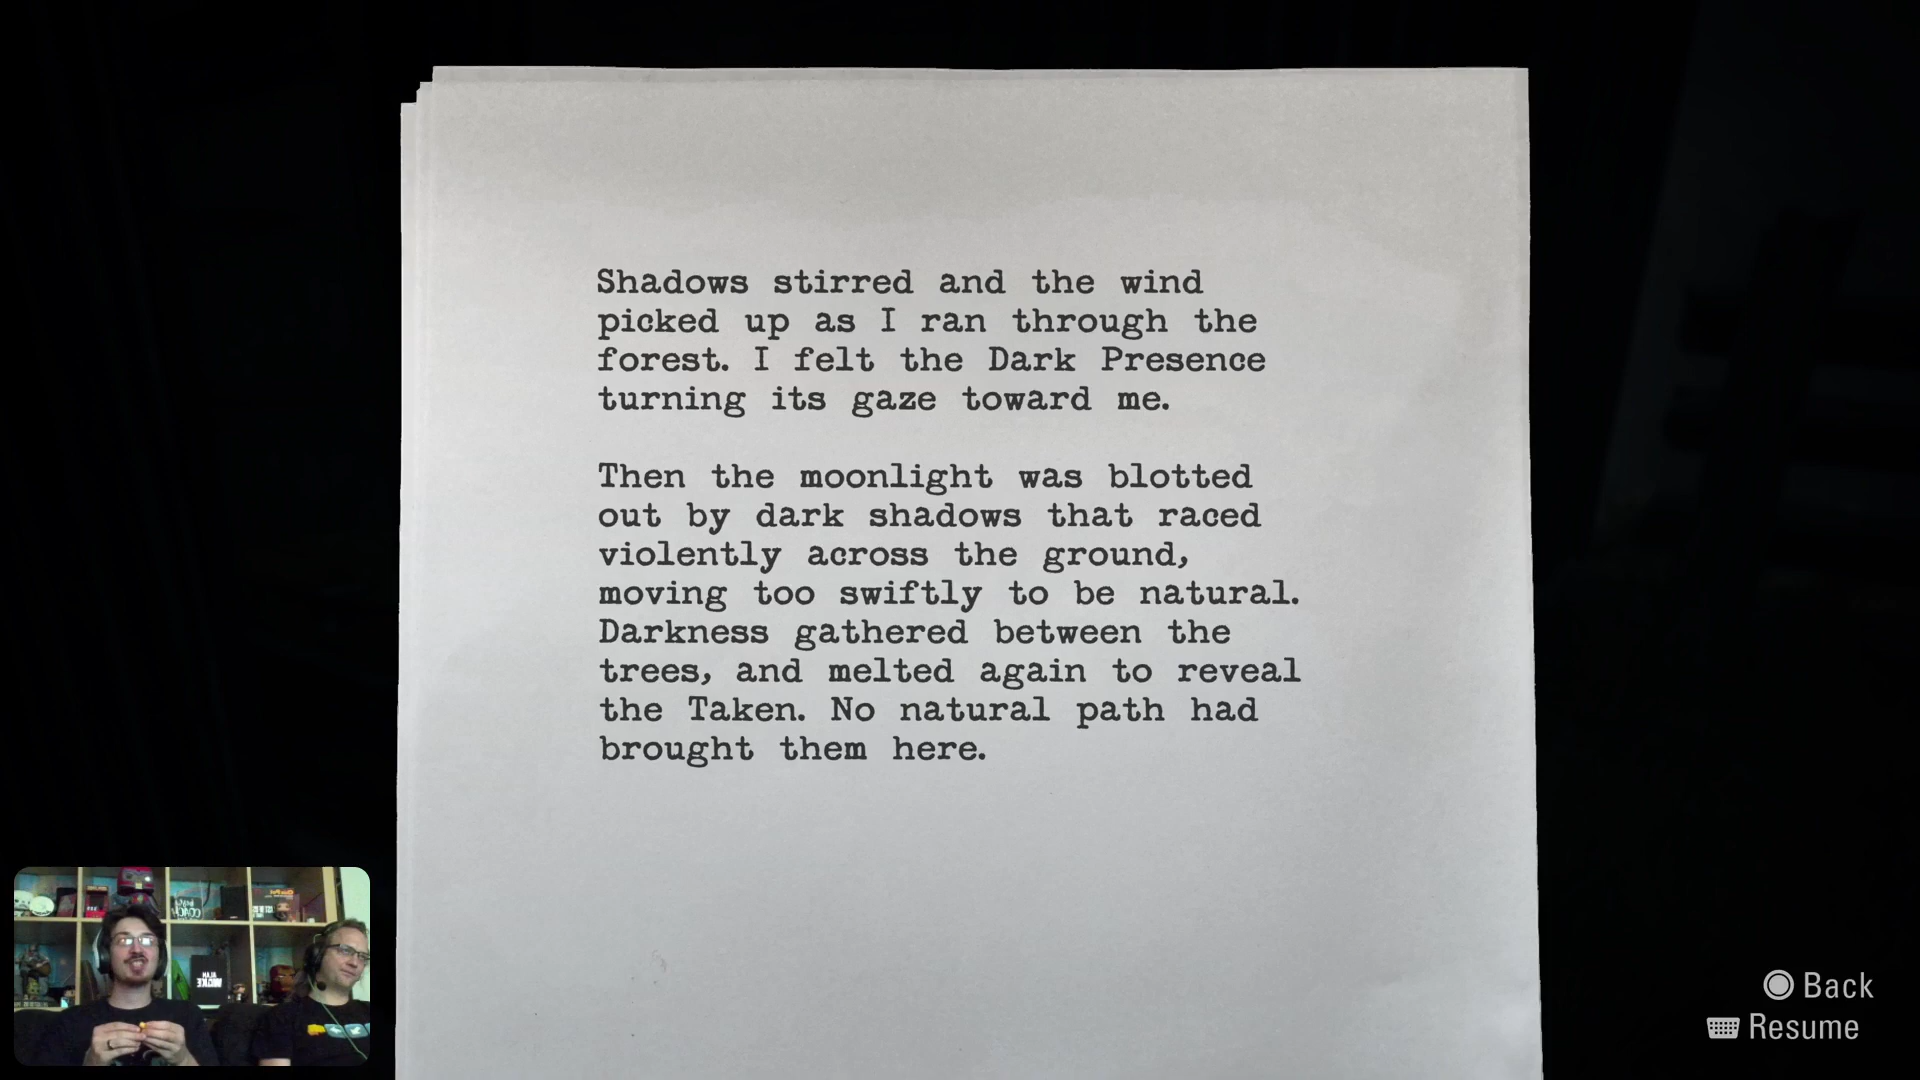 Shadows stirred and the wind
picked up as I ran through the
forest. I felt the Dark Presence
turning its gaze toward me.
Then the moonlight was blotted
out by dark shadows that raced
violently across the ground,
moving too swiftly to be natural.
Darkness gathered between the
trees, and melted again to reveal
the Taken. No natural path had
brought them here.
ALAN
WAKE
Back
Resume